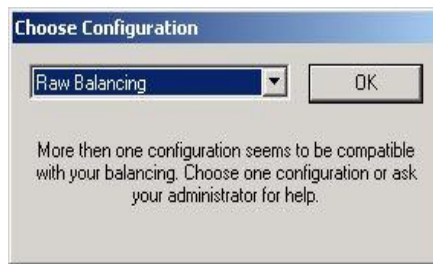 Choose Configuration
Raw Balancing
OK
More then one configuration seems to be compatible
with your balancing. Choose one configuration or ask
your administrator for help.